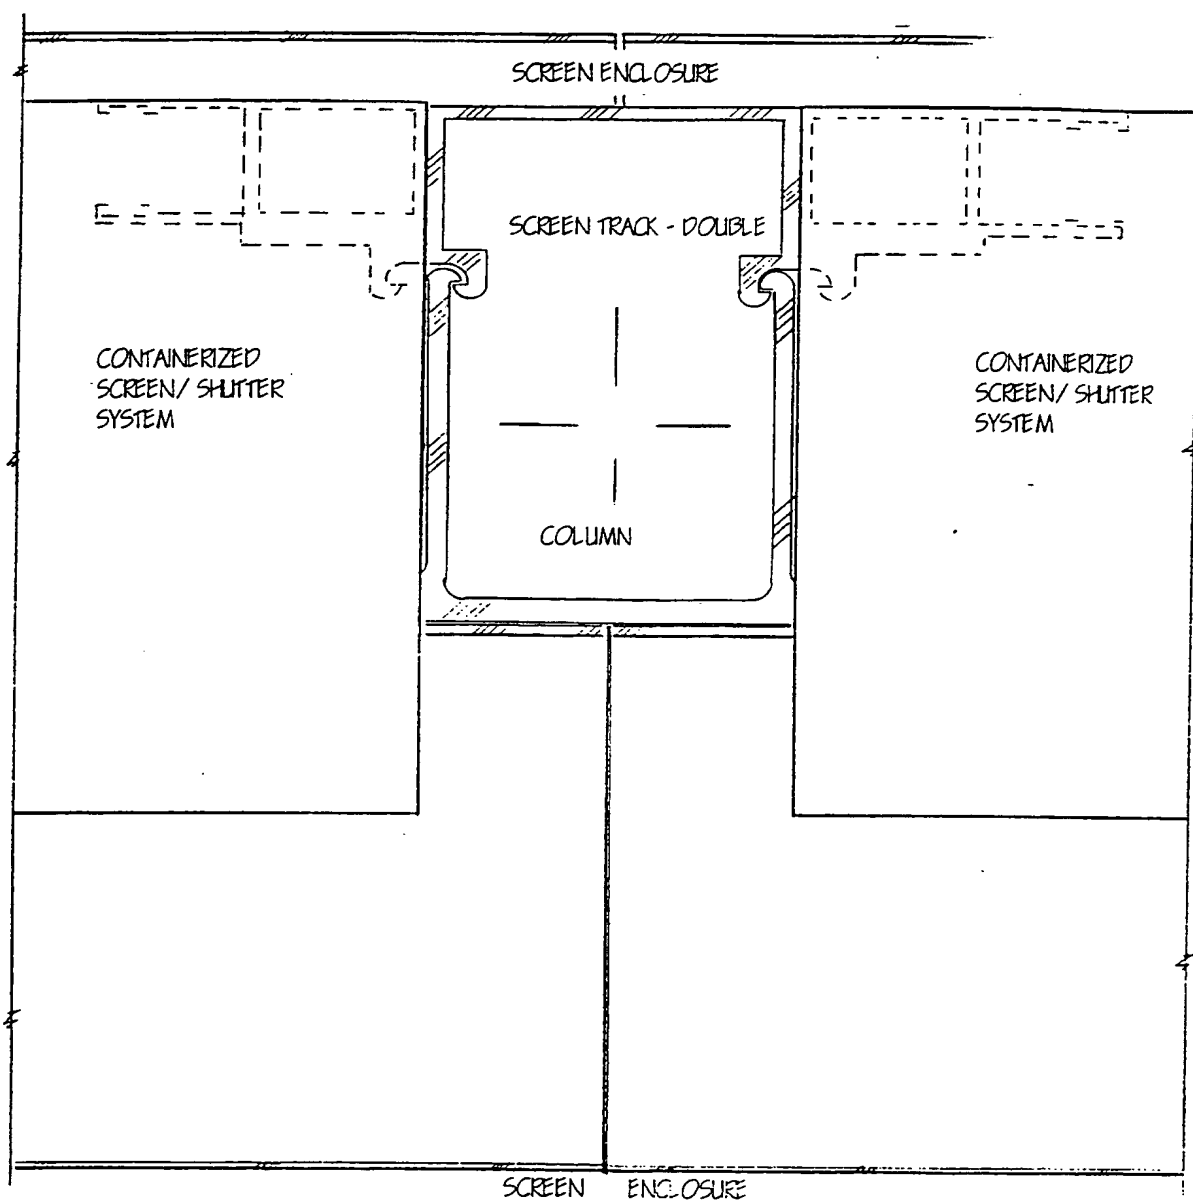 SCREEN ENCLOSURE
SCREEN TRACK - DOUBLE
CONTAINERIZED
SCREEN/ SHUTTER
SYSTEM
CONTAINERIZED
SCREEN/ SHUTTER
SYSTEM
COLUMN
SCREEN ENCLOSURE